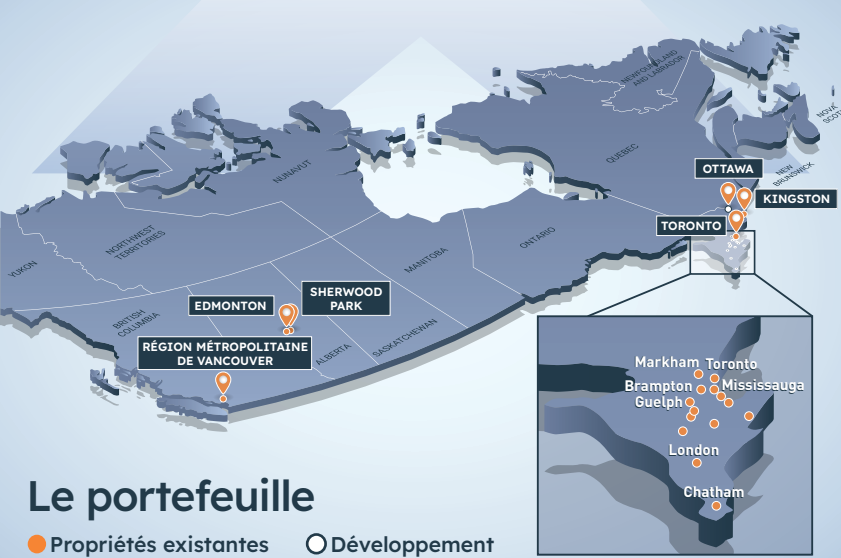 NEWFOUNDLAND
AND LABRADOR
NOVA
SCOTIA
QUEBEC
NUNAVUT
NEW
BRUNSWICK
OTTAWA
KINGSTON
TORONTO
NORTHWEST
TERRITORIES
YUKON
MANITOBA
ONTARIO
EDMONTON
SHERWOOD
PARK
BRITISH
COLUMBIA
RÉGION MÉTROPOLITAINE
DE VANCOUVER
ALBERTA
SASKATCHEWAN
Markham Toronto
Brampton Mississauga
Guelph
London
Chatham
Le portefeuille
Propriétés existantes Développement